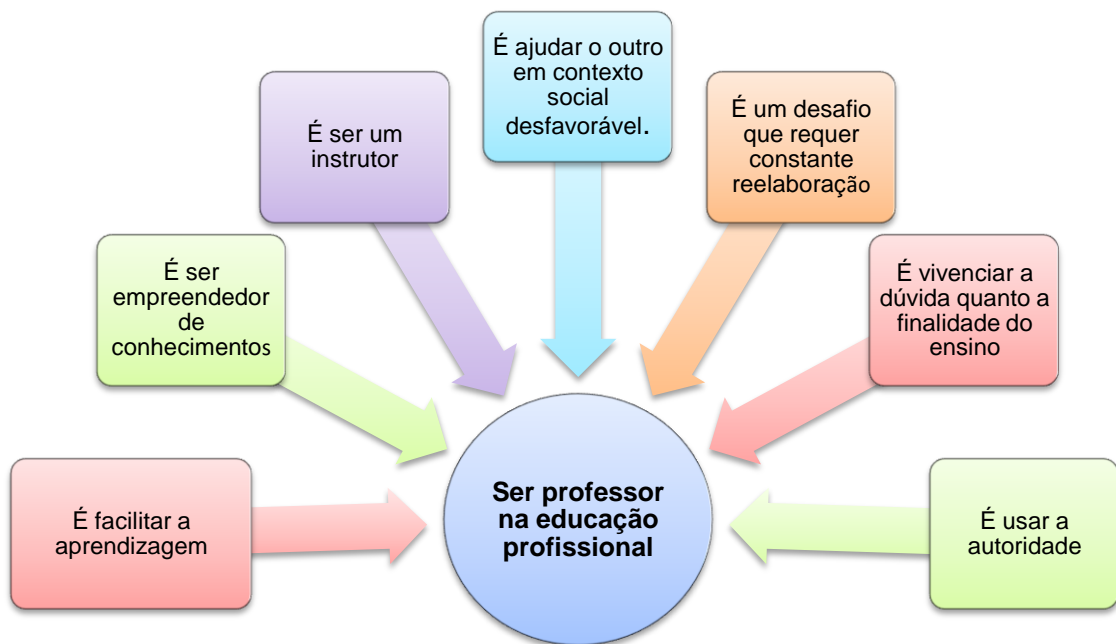 É ajudar o outro
em contexto
social
desfavorável.
É ser um
instrutor
É um desafio
que requer
constante
reelaboração
É ser
empreendedor
de
conhecimentos
É vivenciar a
dúvida quanto a
finalidade do
ensino
É facilitar a
aprendizagem
Ser professor
na educação
profissional
É usar a
autoridade